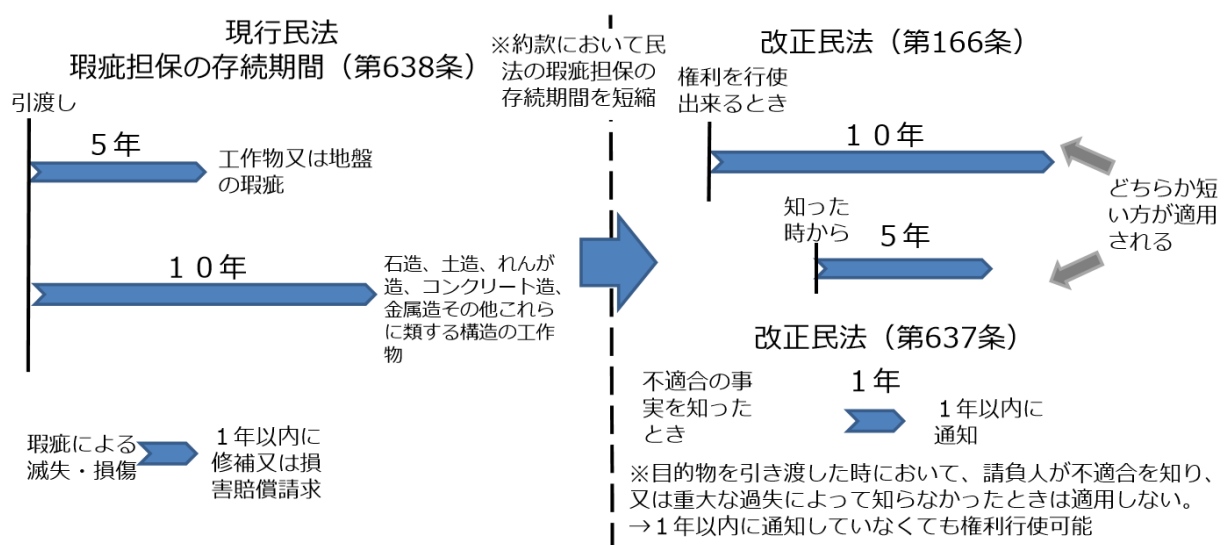 現行民法
瑕疵担保の存続期間（第638条）
引渡し
５年
工作物又は地盤
の瑕疵
１０年
石造、土造、れんが
造、コンクリート造、
金属造その他これら
に類する構造の工作
物
瑕疵による
滅失・損傷
１年以内に
修補又は損
害賠償請求
※約款において民
法の瑕疵担保の
存続期間を短縮
改正民法（第166条）
権利を行使
出来るとき
１０年
知った
時から
５年
どちらか短
い方が適用
される
改正民法（第637条）
不適合の事
実を知った
とき
１年
１年以内に
通知
※目的物を引き渡した時において、請負人が不適合を知り、
又は重大な過失によって知らなかったときは適用しない。
→１年以内に通知していなくても権利行使可能